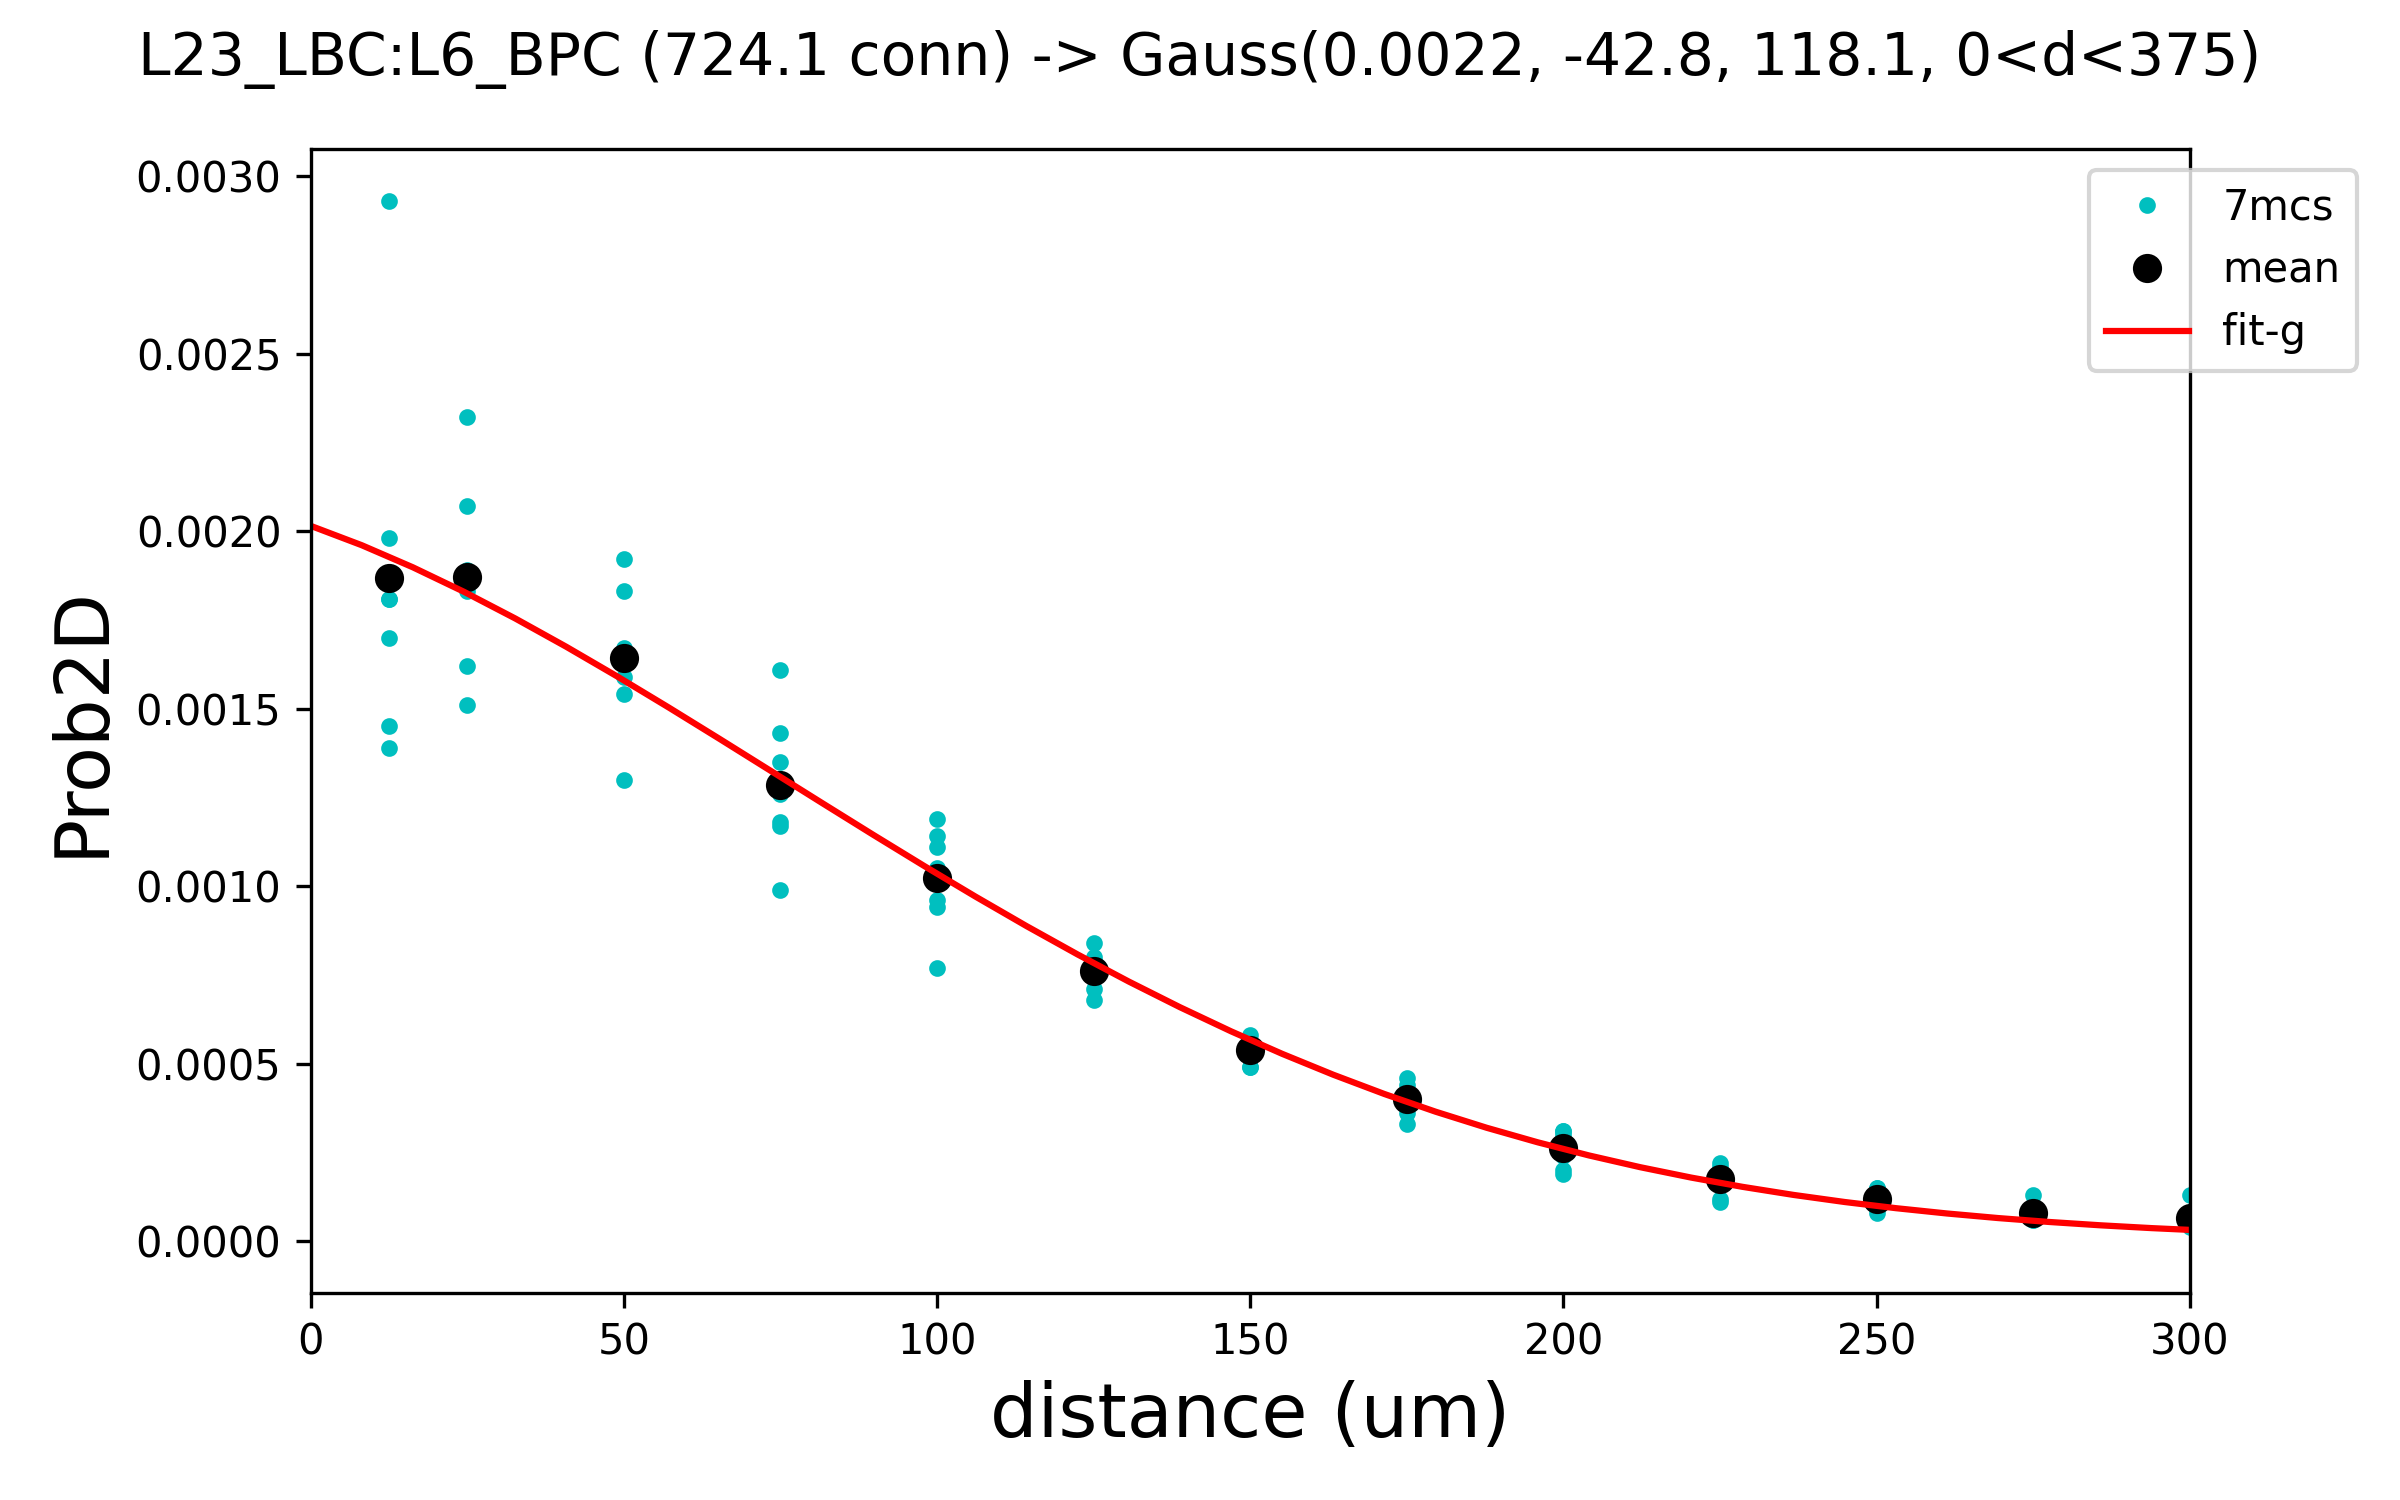 L23_LBC:L6_BPC (724.1 conn) -> Gauss(0.0022, -42.8, 118.1, 0<d<375)
0.0030
0.0025
0.0020
0.0015
0.0010
0.0005
0.0000
Prob2D
7mcs
mean
fit-g
0 50 100 150 200 250 300
distance (um)